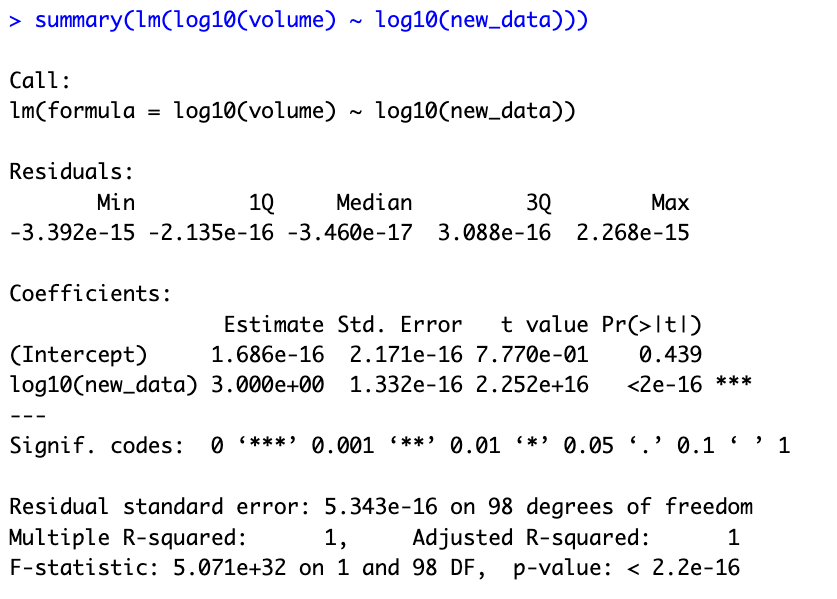 > summary(lm(log10(volume) ~ log10(new_data)))
Call:
lm(formula = log10(volume) ~ log10(new_data))
Residuals:
Min 1Q Median 3Q Max
-3.392e-15 -2.135e-16 -3.460e-17 3.088e-16 2.268e-15
Coefficients:
Estimate Std. Error t value Pr(>|t|)
(Intercept) 1.686e-16 2.171e-16 7.770e-01 0.439
log10(new_data) 3.000e+00 1.332e-16 2.252e+16 <2e-16 ***
---
Signif. codes: 0 ‘***’ 0.001 ‘**’ 0.01 ‘*’ 0.05 ‘.’ 0.1 ‘ ’ 1
Residual standard error: 5.343e-16 on 98 degrees of freedom
Multiple R-squared: 1, Adjusted R-squared: 1
F-statistic: 5.071e+32 on 1 and 98 DF, p-value: < 2.2e-16